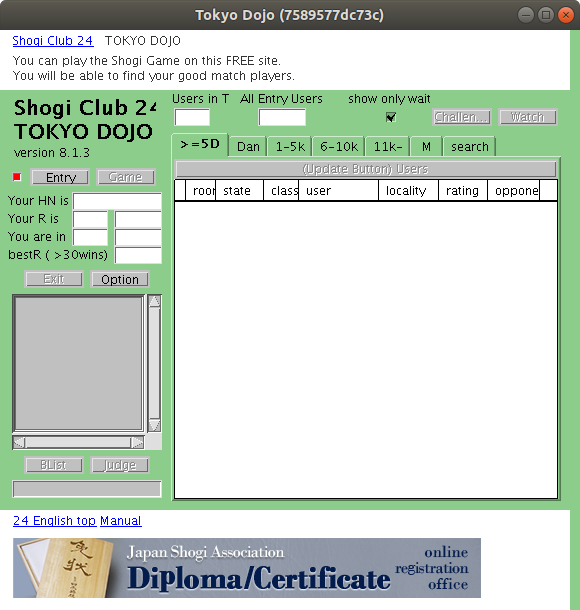 Tokyo Dojo (7589577dc73c)
Shogi Club 24 TOKYO DOJO
You can play the Shogi Game on this FREE site.
You will be able to find your good match players.
Shogi Club 24
TOKYO DOJO
version 8.1.3
Entry Game
Your HN is
Your R is
You are in
bestR ( >30wins)
Exit Option
BList Judge
Users in T All Entry Users show only wait
Challen... Watch
>=5D Dan 1-5k 6-10k 11k- M search
(Update Button) Users
room state class user locality rating oppone
24 English top Manual
免状
Japan Shogi Association
Diploma/Certificate
online
registration
office